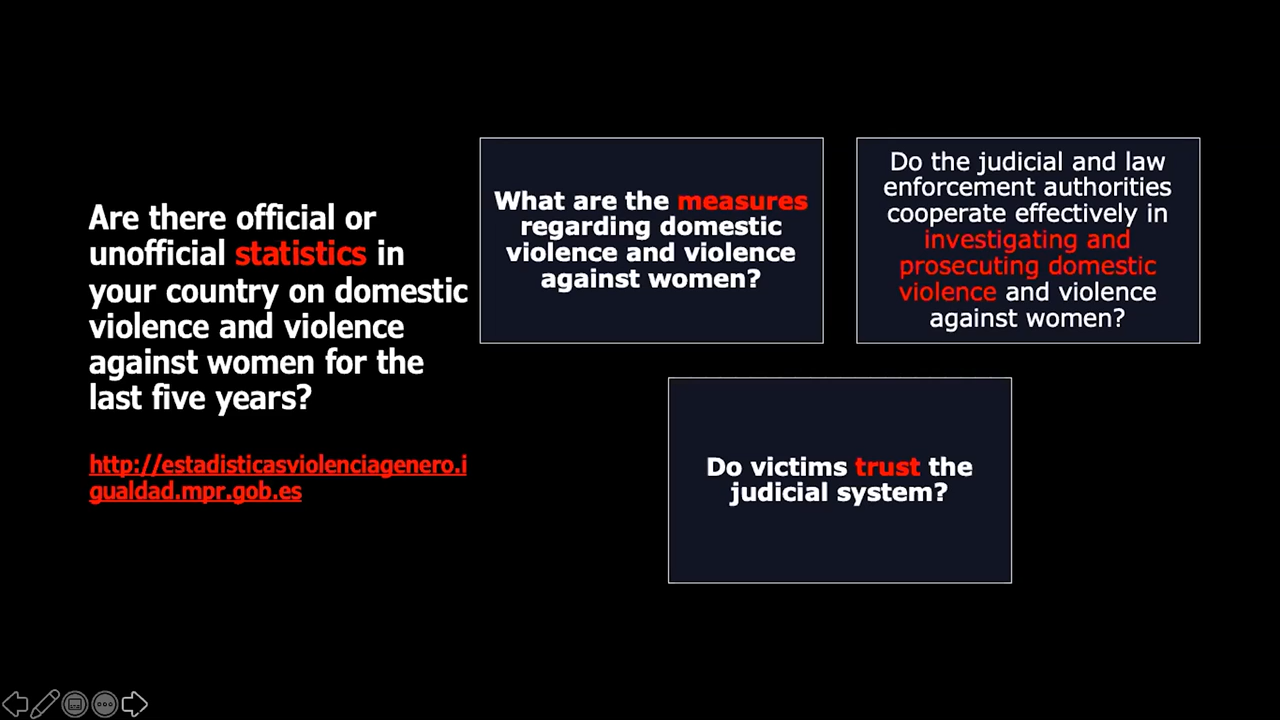 Are there official or
unofficial statistics in
your country on domestic
violence and violence
against women for the
last five years?
http://estadisticasviolenciagenero.i
gualdad.mpr.gob.es
What are the measures
regarding domestic
violence and violence
against women?
Do the judicial and law
enforcement authorities
cooperate effectively in
investigating and
prosecuting domestic
violence and violence
against women?
Do victims trust the
judicial system?